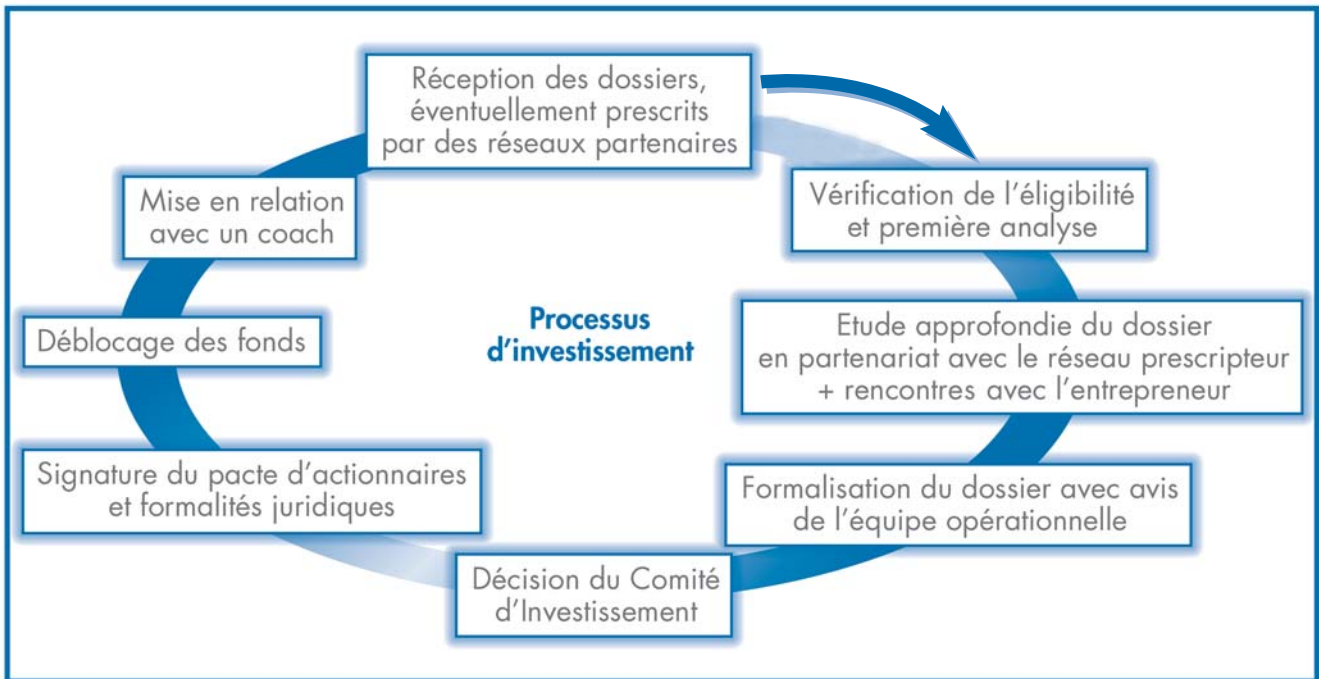 Réception des dossiers,
éventuellement prescrits
par des réseaux partenaires
Vérification de l'éligibilité
et première analyse
Etude approfondie du dossier
en partenariat avec le réseau prescripteur
+ rencontres avec l'entrepreneur
Formalisation du dossier avec avis
de l'équipe opérationnelle
Décision du Comité
d'Investissement
Signature du pacte d'actionnaires
et formalités juridiques
Déblocage des fonds
Mise en relation
avec un coach
Processus
d'investissement